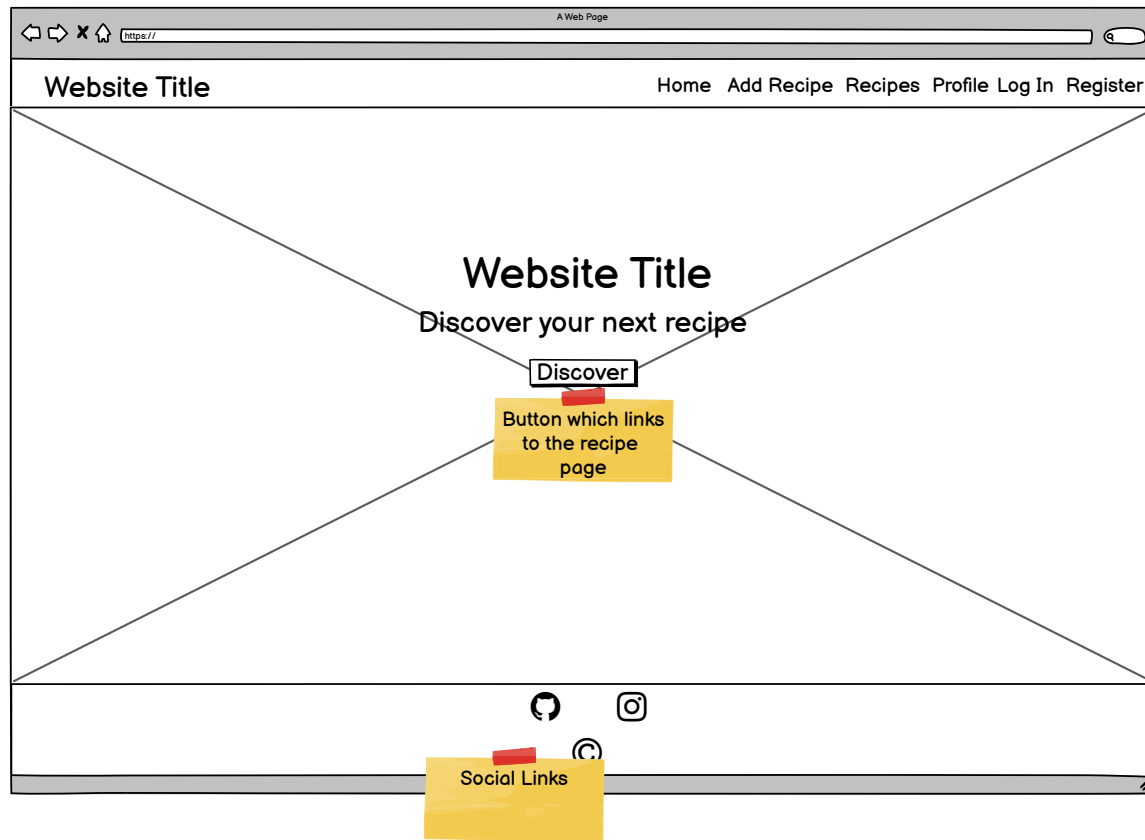 A Web Page
https://
Website Title
Home Add Recipe Recipes Profile Log In Register
Website Title
Discover your next recipe
Discover
Button which links
to the recipe
page
©
Social Links